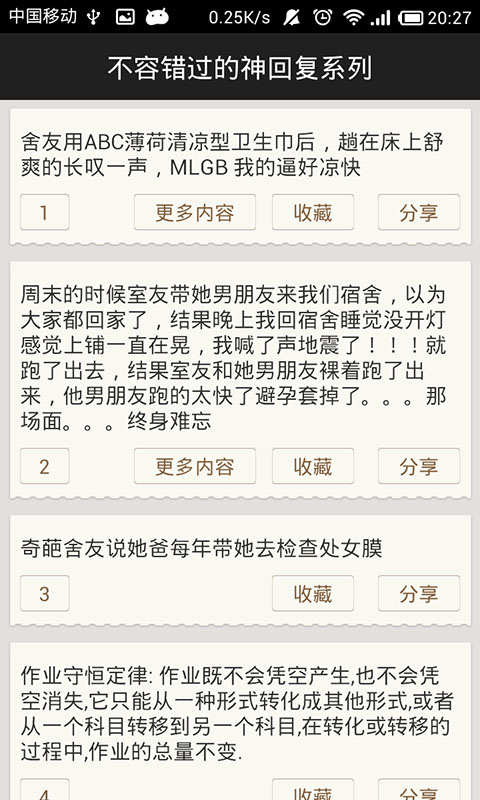 中国移动 0.25K/s 20:27
不容错过的神回复系列
舍友用ABC薄荷清凉型卫生巾后，趟在床上舒
爽的长叹一声，MLGB 我的逼好凉快
1 更多内容 收藏 分享
周末的时候室友带她男朋友来我们宿舍，以为
大家都回家了，结果晚上我回宿舍睡觉没开灯
感觉上铺一直在晃，我喊了声地震了！！！就
跑了出去，结果室友和她男朋友裸着跑了出
来，他男朋友跑的太快了避孕套掉了。。。那
场面。。。终身难忘
2 更多内容 收藏 分享
奇葩舍友说她爸每年带她去检查处女膜
3 收藏 分享
作业守恒定律: 作业既不会凭空产生,也不会凭
空消失,它只能从一种形式转化成其他形式,或者
从一个科目转移到另一个科目,在转化或转移的
过程中,作业的总量不变.
4 收藏 分享